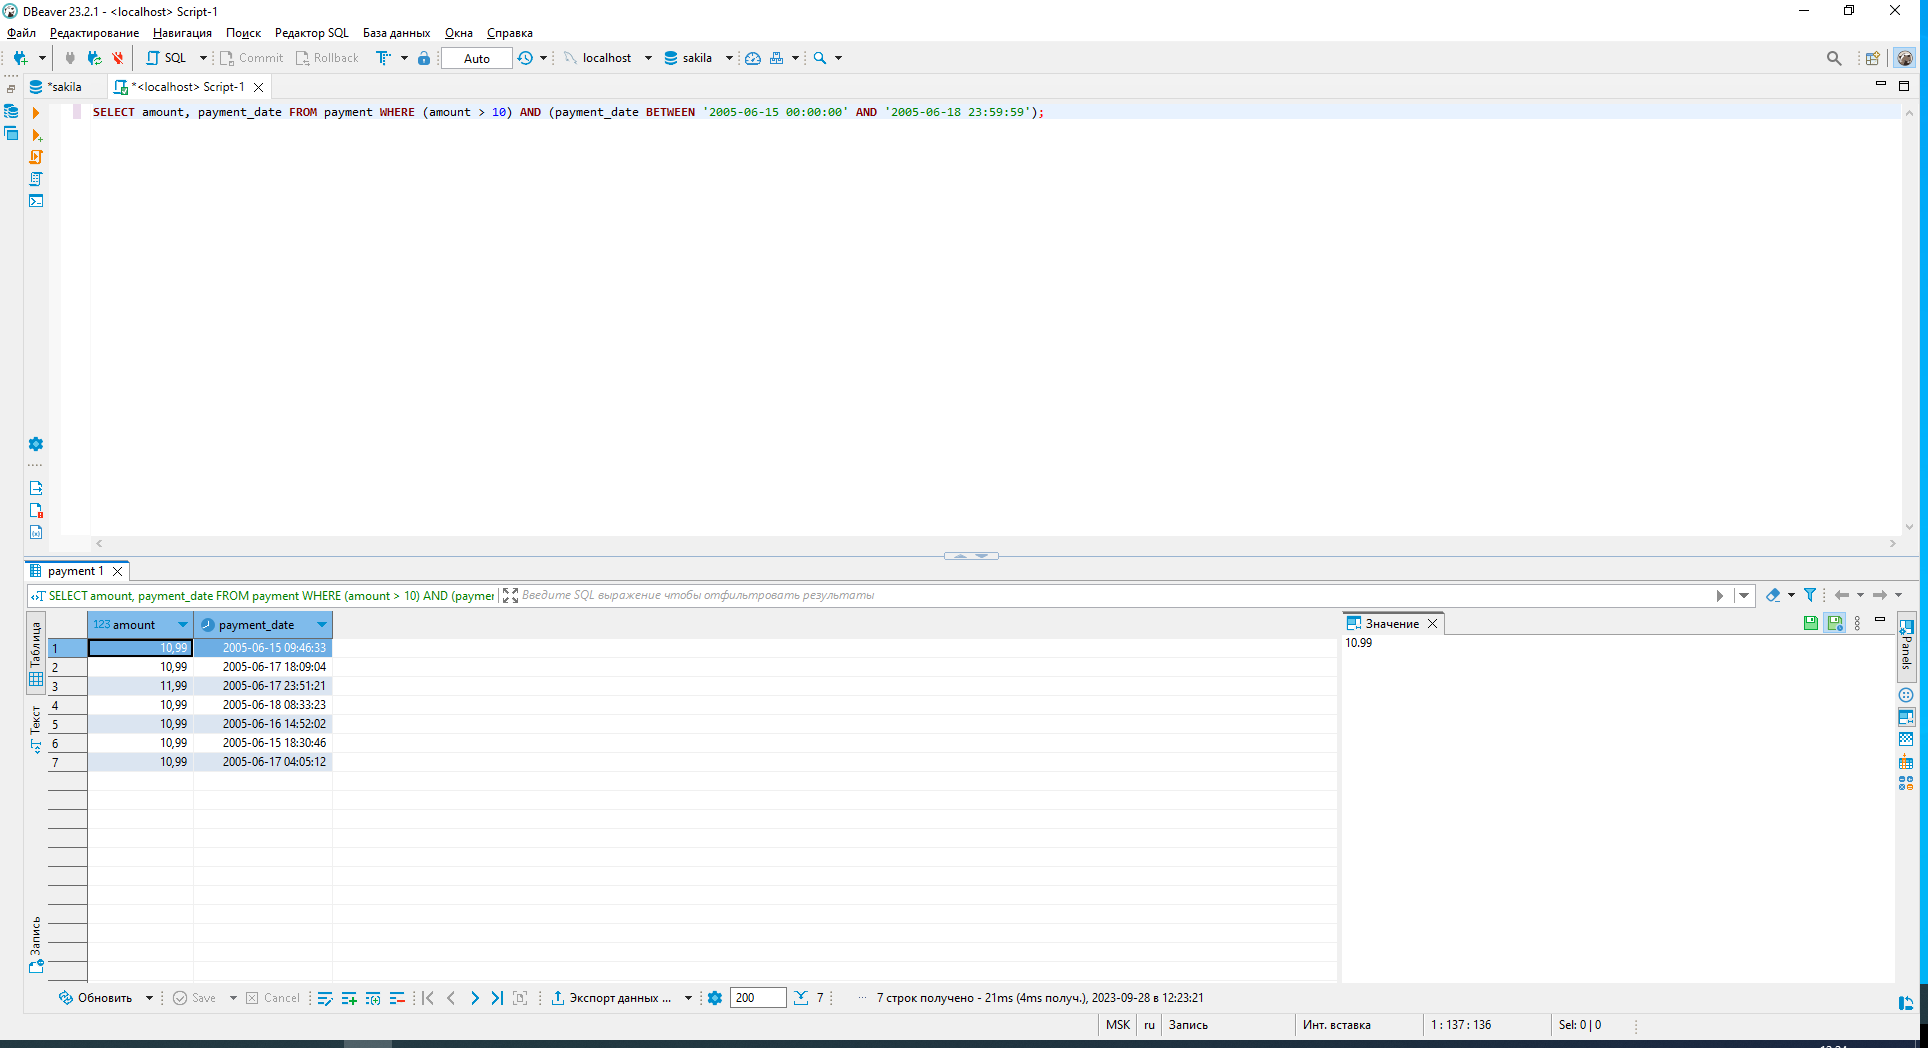 DBeaver 23.2.1 - <localhost> Script-1
Файл Редактирование Навигация Поиск Редактор SQL База данных Окна Справка
SQL Commit Rollback Auto localhost sakila
*sakila *<localhost> Script-1
SELECT amount, payment_date FROM payment WHERE (amount > 10) AND (payment_date BETWEEN '2005-06-15 00:00:00' AND '2005-06-18 23:59:59');
payment 1
SELECT amount, payment_date FROM payment WHERE (amount > 10) AND (paymer Введите SQL выражение чтобы отфильтровать результаты
Таблица
Текст
Запись
123 amount payment_date
1 10,99 2005-06-15 09:46:33
2 10,99 2005-06-17 18:09:04
3 11,99 2005-06-17 23:51:21
4 10,99 2005-06-18 08:33:23
5 10,99 2005-06-16 14:52:02
6 10,99 2005-06-15 18:30:46
7 10,99 2005-06-17 04:05:12
Значение
10.99
Panels
Обновить Save Cancel Экспорт данных ... 200 7 ··· 7 строк получено - 21ms (4ms получ.), 2023-09-28 в 12:23:21
MSK ru Запись Инт. вставка 1 : 137 : 136 Sel: 0 | 0